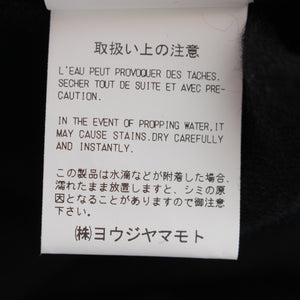 取扱い上の注意
L'EAU PEUT PROVOQUER DES TACHES.
SECHER TOUT DE SUITE ET AVEC PRE-
CAUTION.
IN THE EVENT OF PROPPING WATER,IT
MAY CAUSE STAINS.DRY CAREFULLY
AND INSTANTLY.
この製品は水滴などが附着した場合、
濡れたまま放置しますと、シミの原
因となることがありますので御注意
下さい。
㈱ヨウジヤマモト